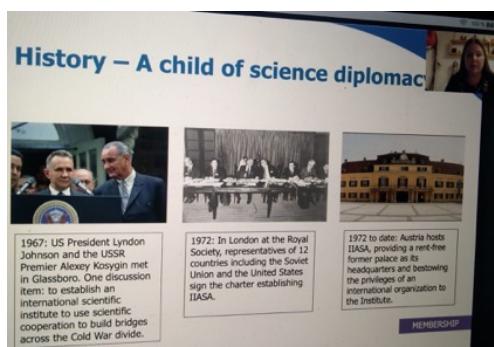 History – A child of science diplomacy
1967: US President Lyndon
Johnson and the USSR
Premier Alexey Kosygin met
in Glassboro. One discussion
item: to establish an
international scientific
institute to use scientific
cooperation to build bridges
across the Cold War divide.
1972: In London at the Royal
Society, representatives of 12
countries including the Soviet
Union and the United States
sign the charter establishing
IIASA.
1972 to date: Austria hosts
IIASA, providing a rent-free
former palace as its
headquarters and bestowing
the privileges of an
international organization to
the Institute.
MEMBERSHIP